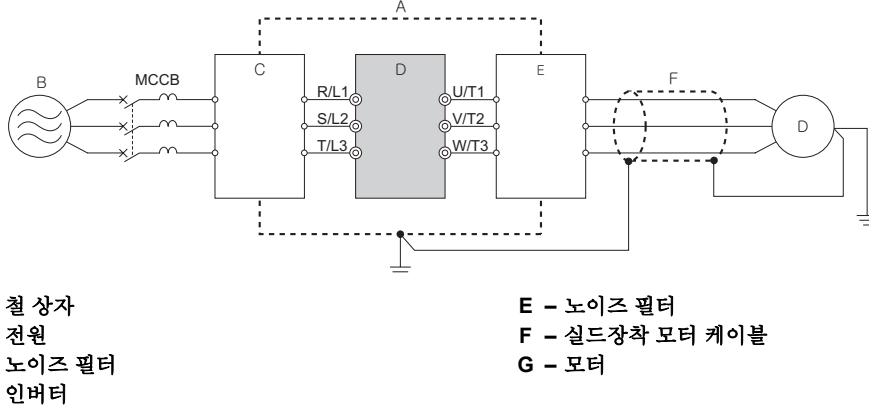 A
B
MCCB
C
D
E
F
R/L1
U/T1
S/L2
V/T2
T/L3
W/T3
D
철 상자
전원
노이즈 필터
인버터
E – 노이즈 필터
F – 실드장착 모터 케이블
G – 모터